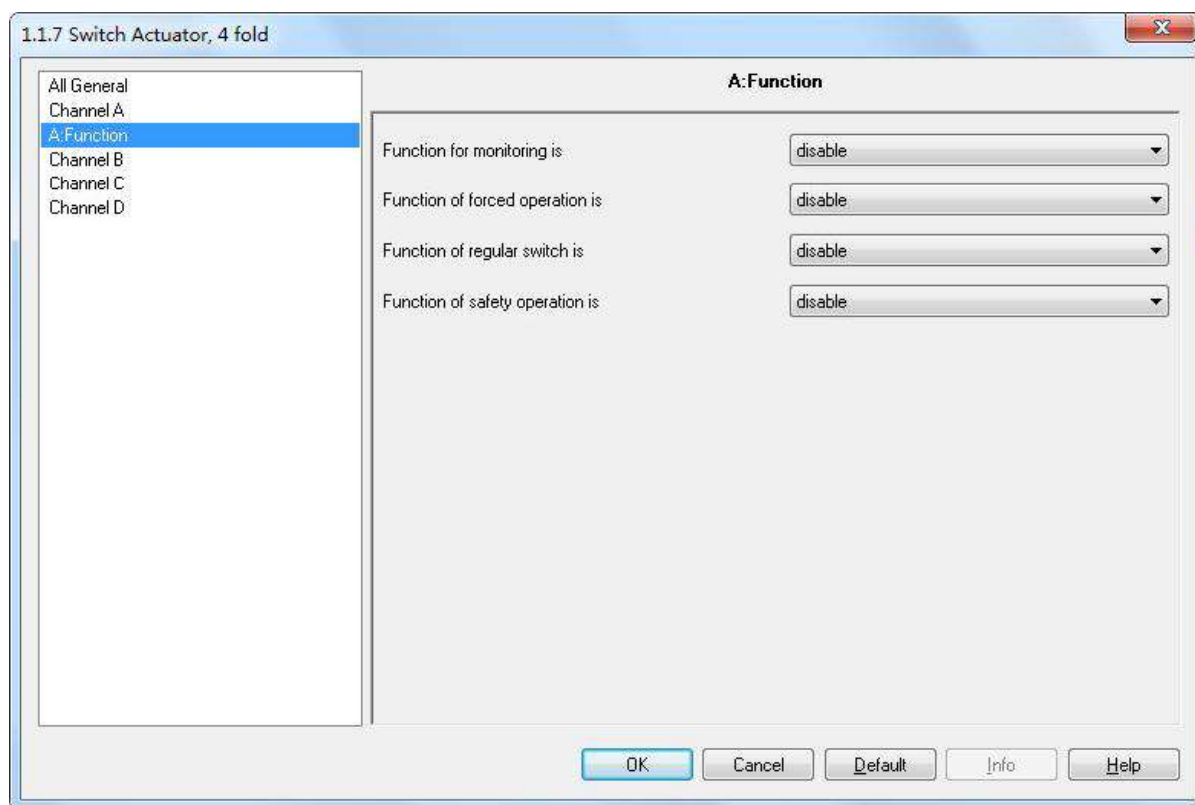 1.1.7 Switch Actuator, 4 fold
All General
Channel A
A:Function
Channel B
Channel C
Channel D
A:Function
Function for monitoring is disable
Function of forced operation is disable
Function of regular switch is disable
Function of safety operation is disable
OK Cancel Default Info Help